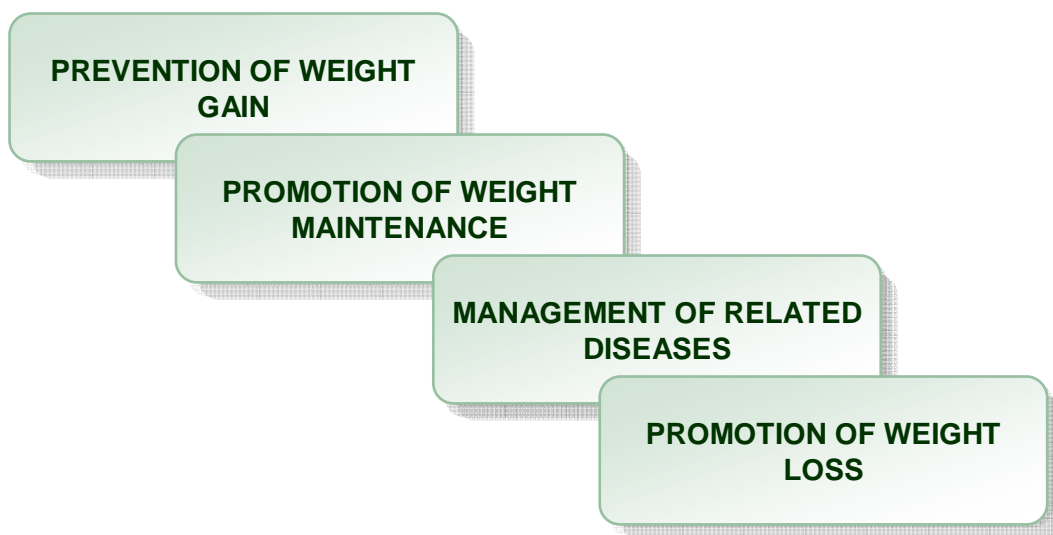 PREVENTION OF WEIGHT
GAIN
PROMOTION OF WEIGHT
MAINTENANCE
MANAGEMENT OF RELATED
DISEASES
PROMOTION OF WEIGHT
LOSS